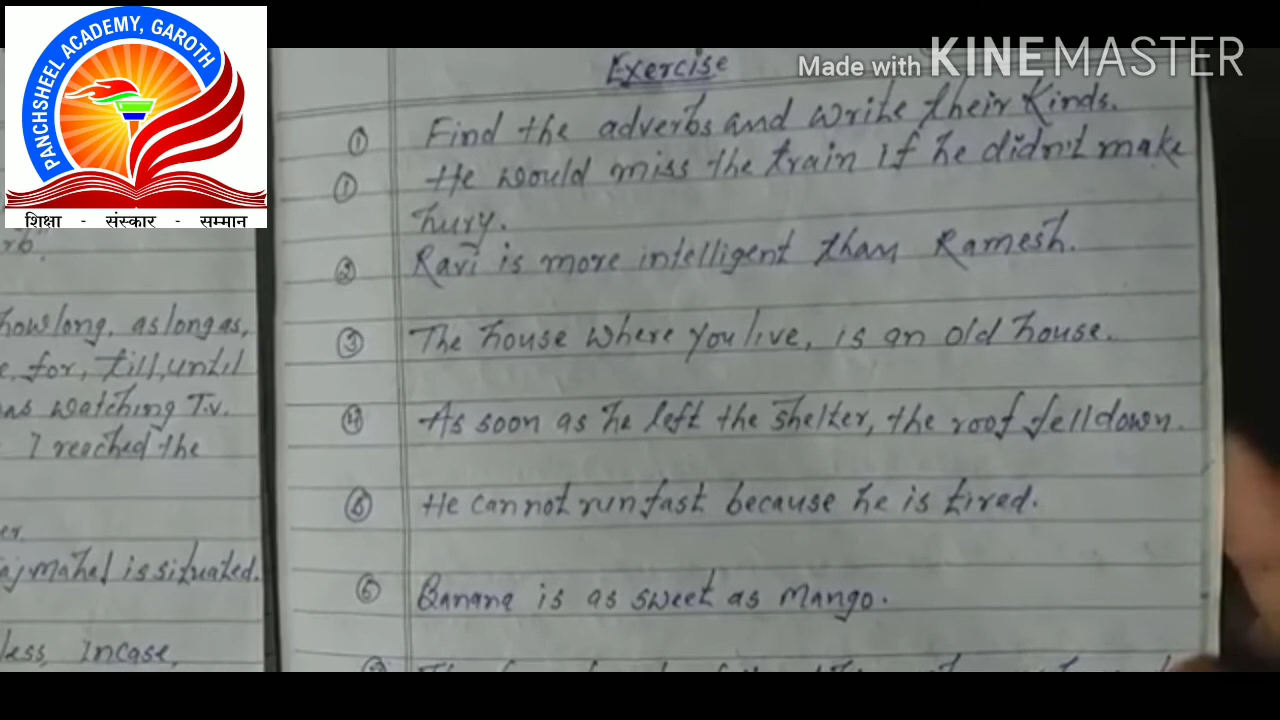 PANCHSHEEL ACADEMY, GAROTH
शिक्षा - संस्कार - सम्मान
Made with KINEMASTER
how long, as long as,
for, till, until
as watching T.V.
I reached the
mahal is situated.
Incase,
Exercise
① Find the adverbs and write their kinds.
① He would miss the train if he didn't make
hury.
② Ravi is more intelligent than Ramesh.
③ The house where you live, is an old house.
④ As soon as he left the shelter, the roof fell down.
⑤ He cannot run fast because he is tired.
⑥ Banana is as sweet as mango.